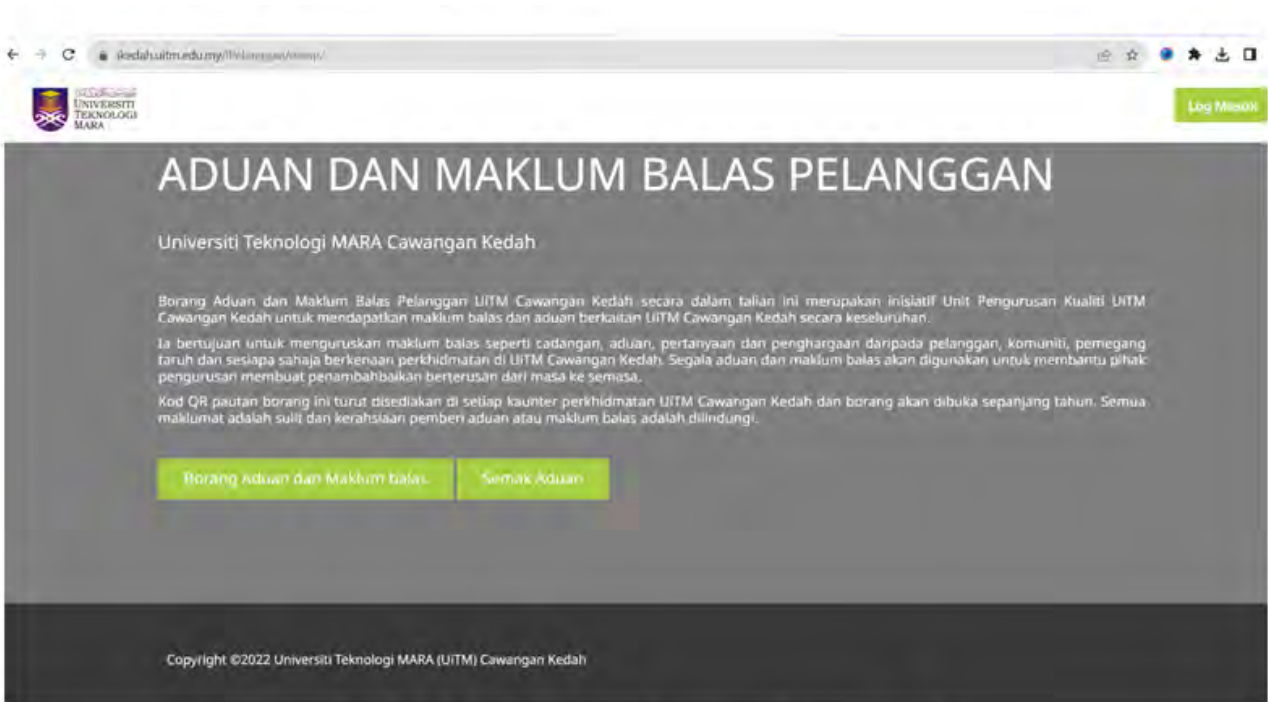 UNIVERSITI
TEKNOLOGI
MARA
Log Masuk
ADUAN DAN MAKLUM BALAS PELANGGAN
Universiti Teknologi MARA Cawangan Kedah
Borang Aduan dan Maklum Balas Pelanggan UiTM Cawangan Kedah secara dalam talian ini merupakan inisiatif Unit Pengurusan Kualiti UiTM
Cawangan Kedah untuk mendapatkan maklum balas dan aduan berkaitan UiTM Cawangan Kedah secara keseluruhan.
Ia bertujuan untuk menguruskan maklum balas seperti cadangan, aduan, pertanyaan dan penghargaan daripada pelanggan, komuniti, pemegang
taruh dan sesiapa sahaja berkenaan perkhidmatan di UiTM Cawangan Kedah. Segala aduan dan maklum balas akan digunakan untuk membantu pihak
pengurusan membuat penambahbaikan berterusan dari masa ke semasa.
Kod QR pautan borang ini turut disediakan di setiap kaunter perkhidmatan UiTM Cawangan Kedah dan borang akan dibuka sepanjang tahun. Semua
maklumat adalah sulit dan kerahsiaan pemberi aduan atau maklum balas adalah dilindungi.
Borang Aduan dan Maklum balas
Semak Aduan
Copyright ©2022 Universiti Teknologi MARA (UiTM) Cawangan Kedah